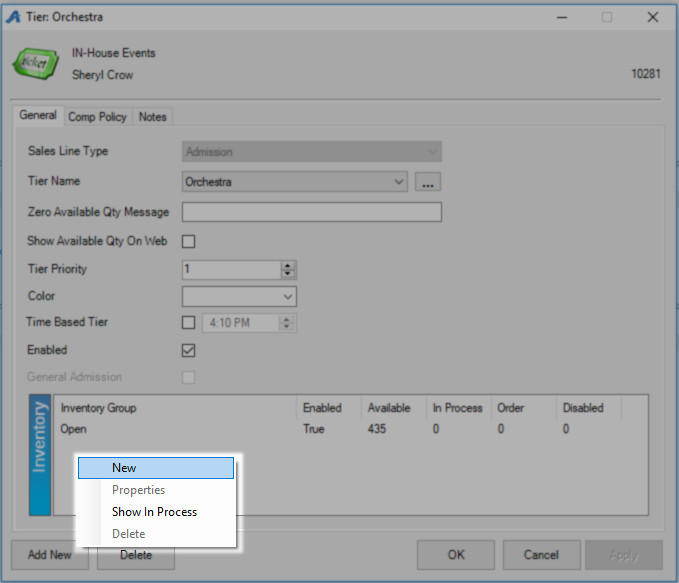 Tier: Orchestra
ticket
IN-House Events
Sheryl Crow
10281
General Comp Policy Notes
Sales Line Type Admission
Tier Name Orchestra ...
Zero Available Qty Message
Show Available Qty On Web
Tier Priority 1
Color
Time Based Tier 4:10 PM
Enabled
General Admission
Inventory
Inventory Group Enabled Available In Process Order Disabled
Open True 435 0 0 0
New
Properties
Show In Process
Delete
Add New Delete OK Cancel Apply